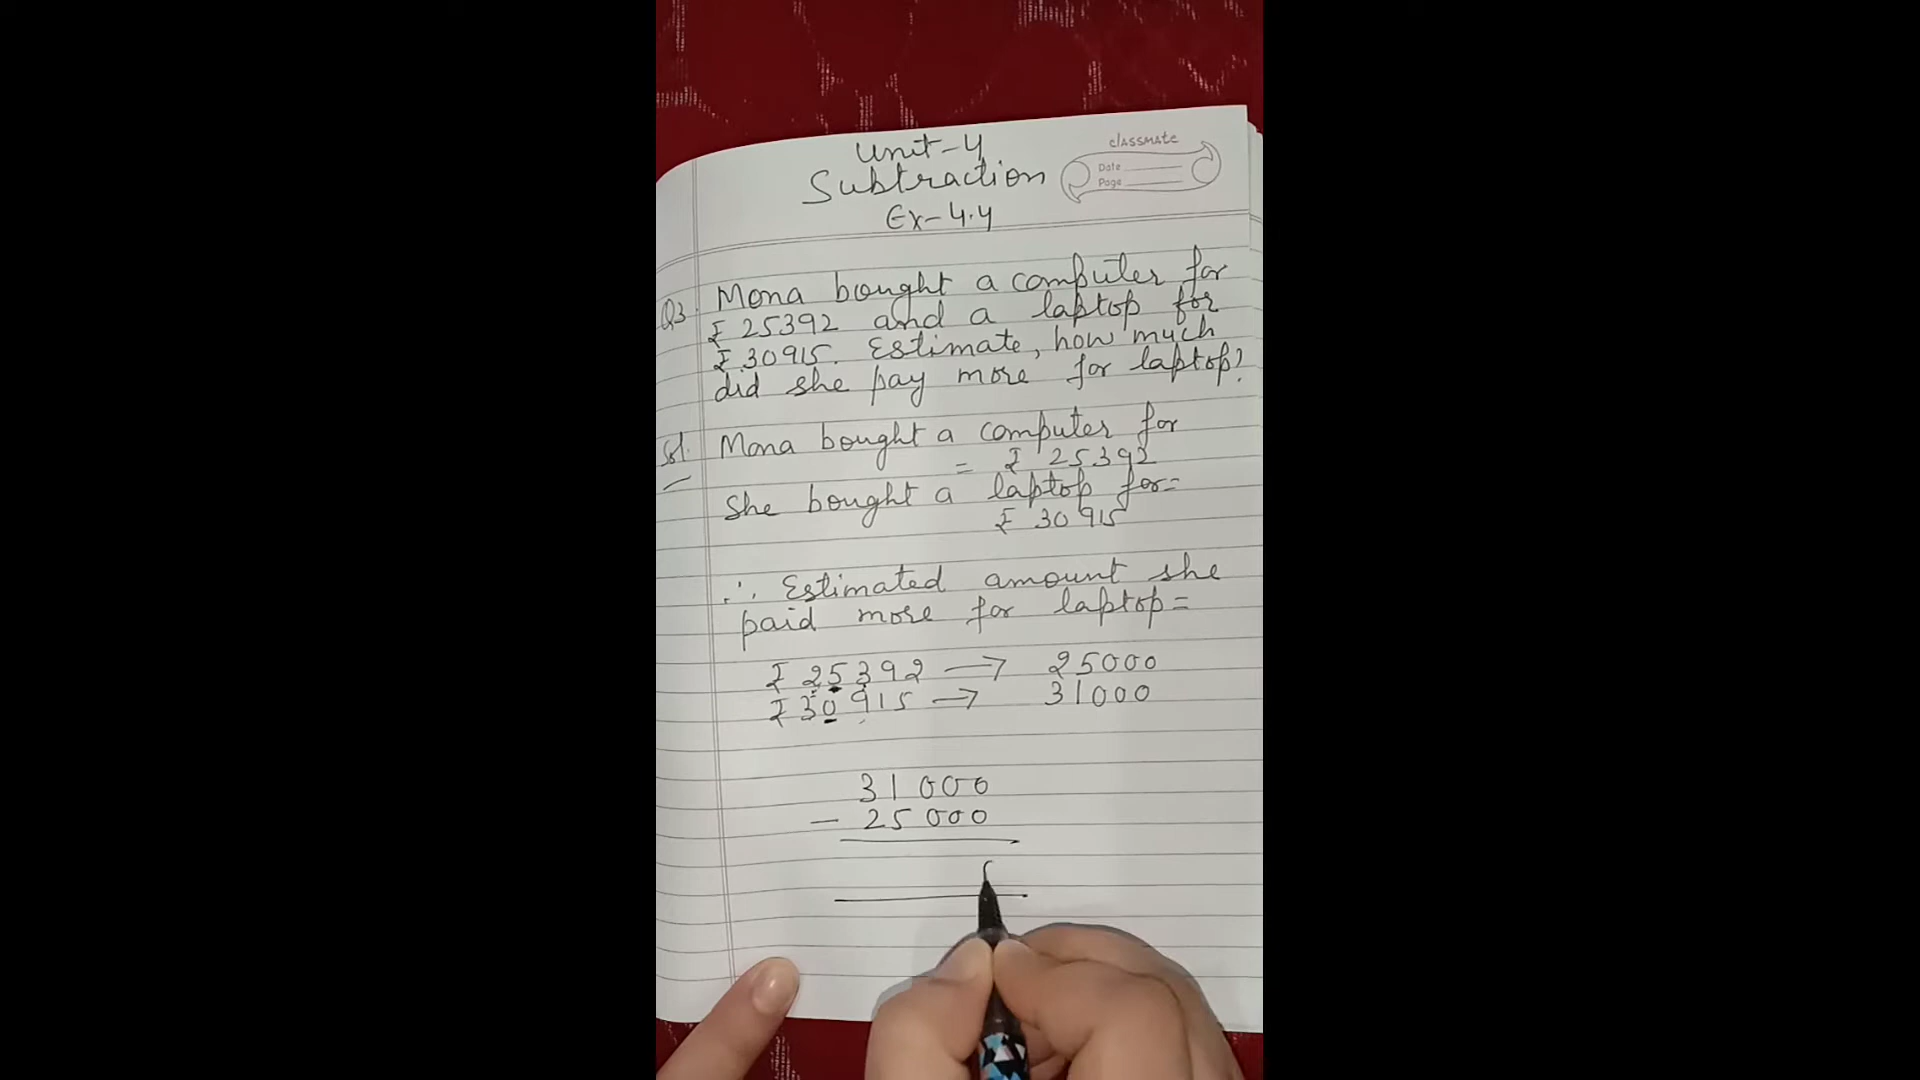 Unit-4
classmate
Subtraction
Date
Page
Ex-4.4
Q3. Mona bought a computer for
₹ 25392 and a laptop for
₹ 30915. Estimate, how much
did she pay more for laptop?
Sol. Mona bought a computer for
= ₹ 25392
She bought a laptop for=
₹ 30915
∴ Estimated amount she
paid more for laptop=
₹ 25392 → 25000
₹ 30915 → 31000
31000
- 25000